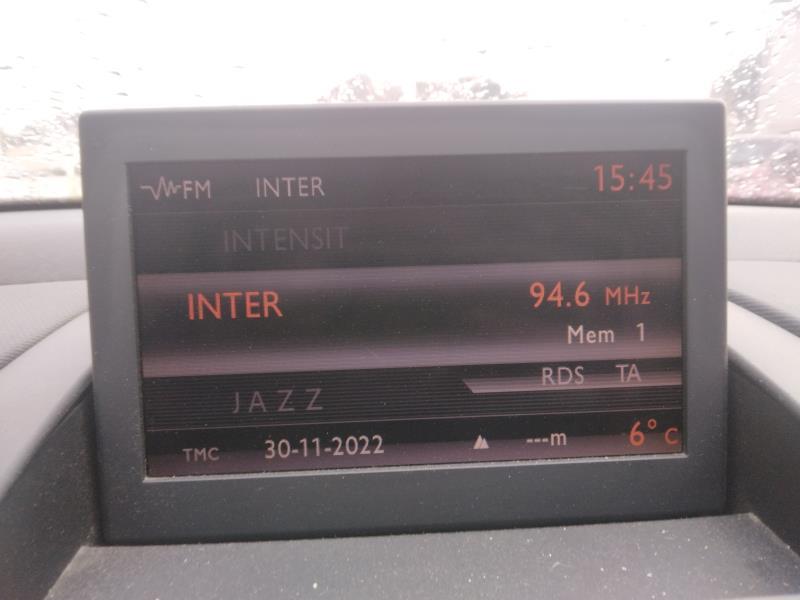 FM INTER 15:45
INTENSIT
INTER 94.6 MHz
Mem 1
RDS TA
JAZZ
TMC 30-11-2022 ---m 6°C